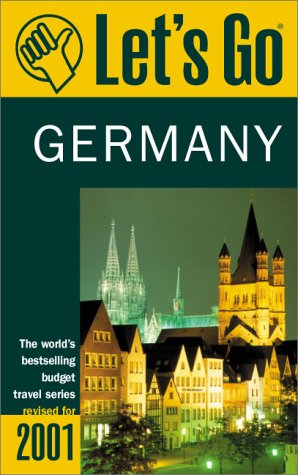 Let's Go®
GERMANY
The world's
bestselling
budget
travel series
revised for
2001